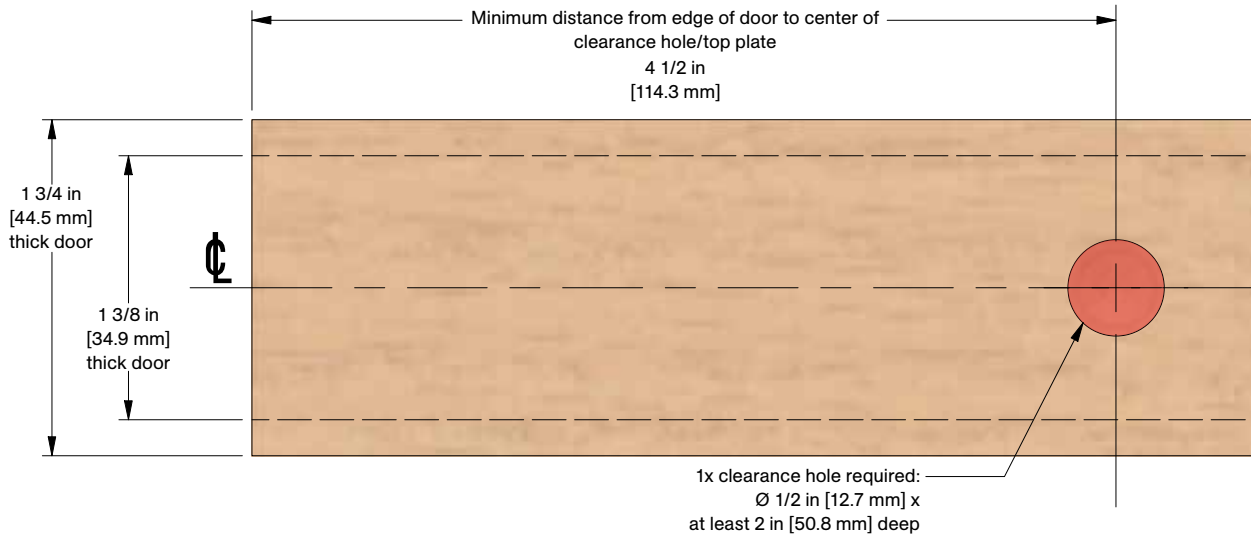 Minimum distance from edge of door to center of
clearance hole/top plate
4 1/2 in
[114.3 mm]
1 3/4 in
[44.5 mm]
thick door
℄
1 3/8 in
[34.9 mm]
thick door
1x clearance hole required:
Ø 1/2 in [12.7 mm] x
at least 2 in [50.8 mm] deep